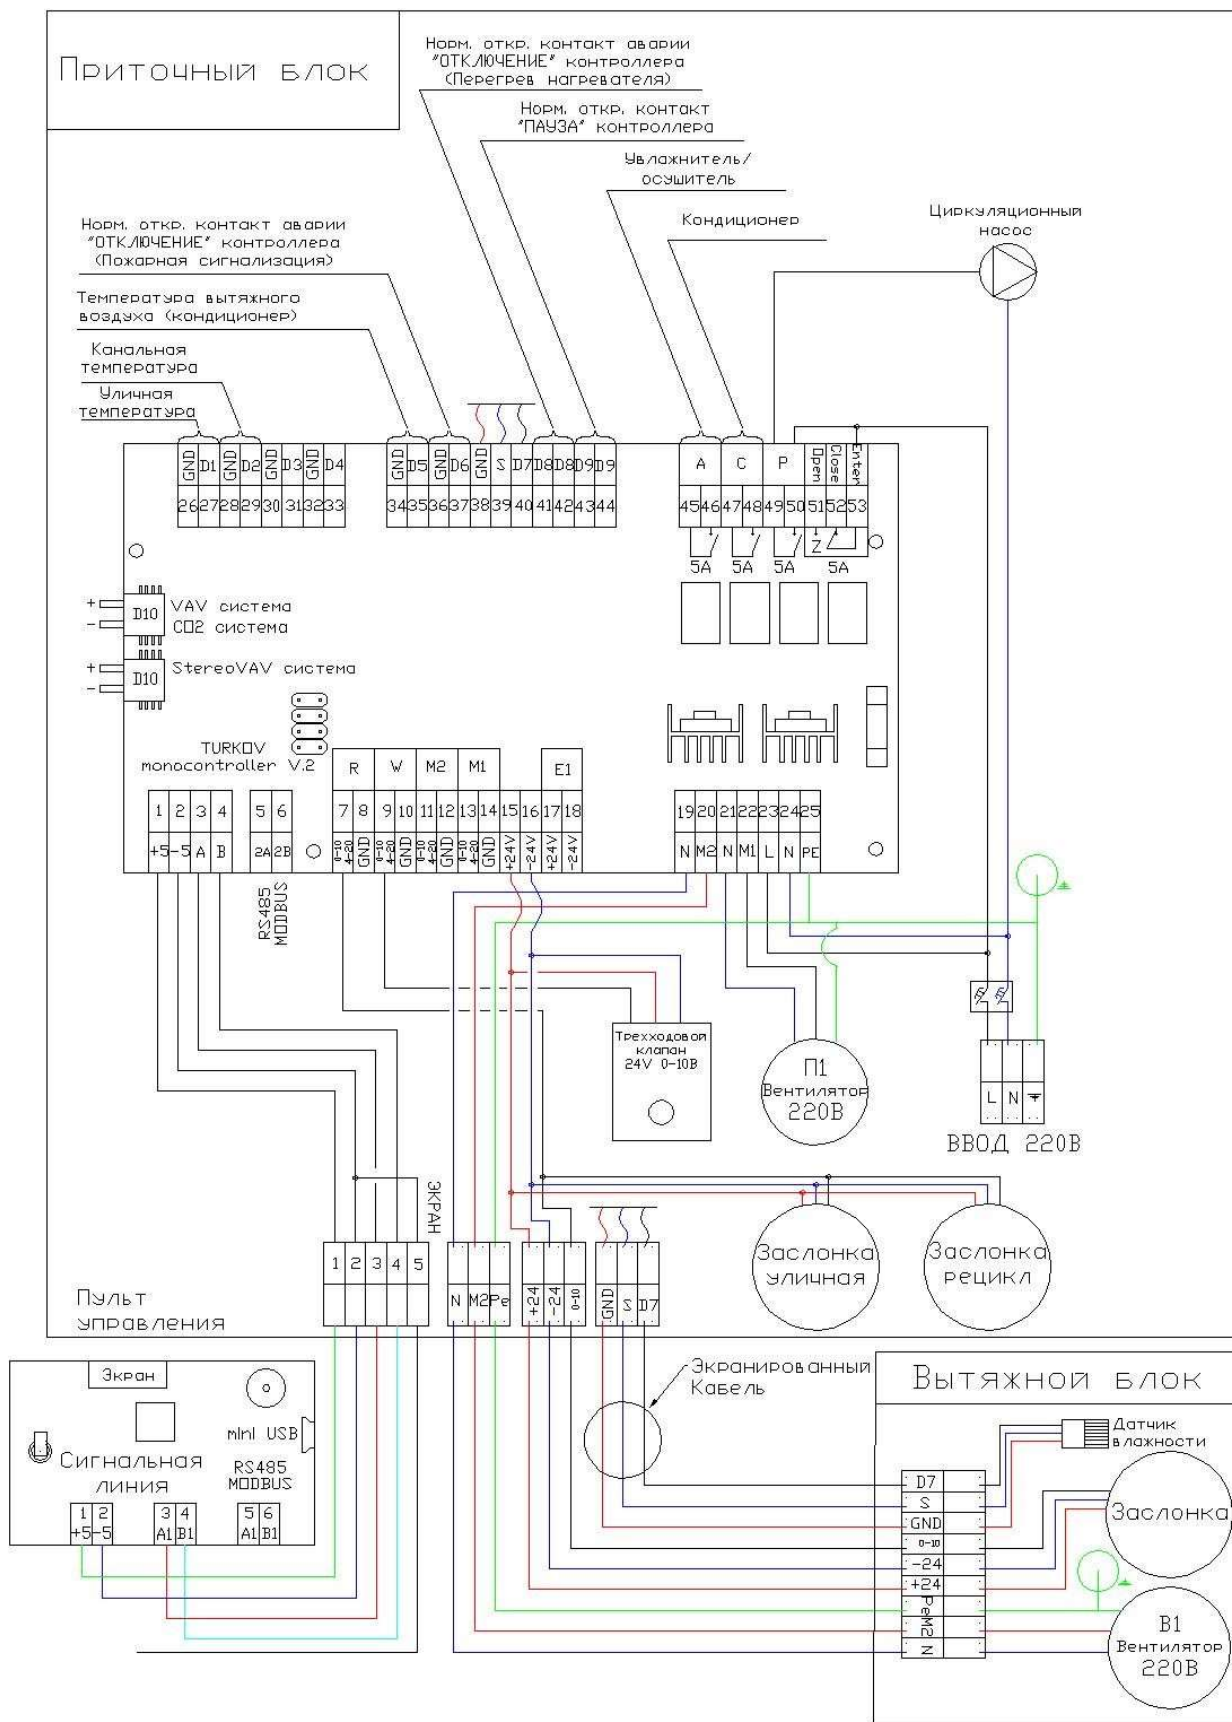 Приточный блок
Норм. откр. контакт аварии
"ОТКЛЮЧЕНИЕ" контроллера
(Перегрев нагревателя)
Норм. откр. контакт
"ПАУЗА" контроллера
Увлажнитель/
осушитель
Кондиционер
Циркуляционный
насос
Норм. откр. контакт аварии
"ОТКЛЮЧЕНИЕ" контроллера
(Пожарная сигнализация)
Температура вытяжного
воздуха (кондиционер)
Канальная
температура
Уличная
температура
GND D1 GND D2 GND D3 GND D4
26 27 28 29 30 31 32 33
GND D5 GND D6 GND S D7 D8 D8 D9 D9
34 35 36 37 38 39 40 41 42 43 44
A C P Open Close Enter
45 46 47 48 49 50 51 52 53
Z
5A 5A 5A 5A
+ D10 VAV система
- CO2 система
+ D10 StereoVAV система
-
TURKOV
monocontroller V.2
R W M2 M1 E1
1 2 3 4 5 6 7 8 9 10 11 12 13 14 15 16 17 18
+5 -5 A B 2A 2B 0-10 4-20 GND 0-10 4-20 GND 0-10 4-20 GND 0-10 4-20 GND +24V -24V +24V -24V
19 20 21 22 23 24 25
N M2 N M1 L N PE
RS485
MODBUS
Трехходовой
клапан
24V 0-10В
П1
Вентилятор
220В
L N
ВВОД 220В
ЭКРАН
1 2 3 4 5
N M2 Pe +24 -24 0-10 GND S D7
Заслонка
уличная
Заслонка
рецикл
Пульт
управления
Экран
mini USB
Сигнальная
линия
RS485
MODBUS
1 2 3 4 5 6
+5 -5 A1 B1 A1 B1
Экранированный
Кабель
Вытяжной блок
Датчик
влажности
D7
S
GND
0-10
-24
+24
Pe
M2
N
Заслонка
В1
Вентилятор
220В